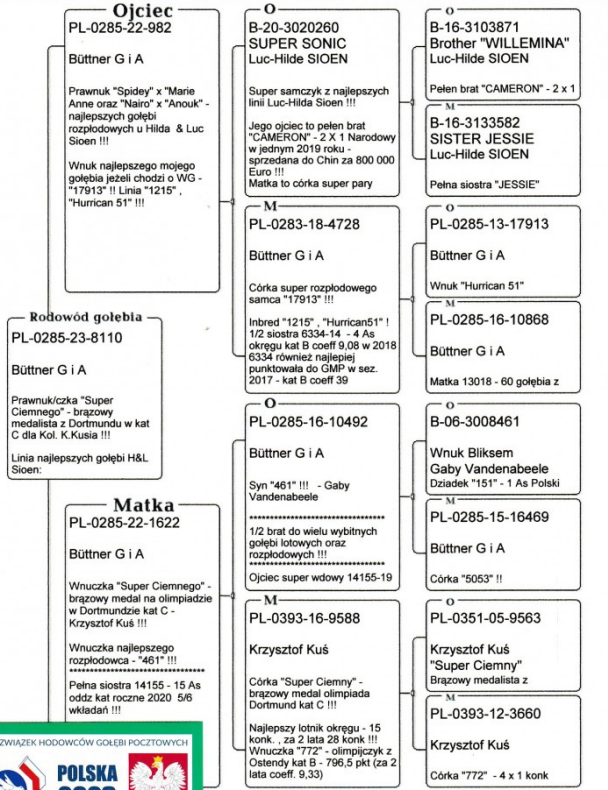 Ojciec
PL-0285-22-982
Büttner G i A
Prawnuk "Spidey" x "Marie
Anne oraz "Nairo" x "Anouk" -
najlepszych gołębi
rozpłodowych u Hilda & Luc
Sioen !!!
Wnuk najlepszego mojego
gołębia jeżeli chodzi o WG -
"17913" !! Linia "1215" ,
"Hurrican 51" !!!
Rodowód gołębia
PL-0285-23-8110
Büttner G i A
Prawnuk/czka "Super
Ciemnego" - brązowy
medalista z Dortmundu w kat
C dla Kol. K.Kusia !!!
Linia najlepszych gołębi H&L
Sioen:
Matka
PL-0285-22-1622
Büttner G i A
Wnuczka "Super Ciemnego" -
brązowy medal na olimpiadzie
w Dortmundzie kat C -
Krzysztof Kuś !!!
Wnuczka najlepszego
rozpłodowca - "461" !!!
**********************************
Pełna siostra 14155 - 15 As
oddz kat roczne 2020 5/6
wkładań !!!
O
B-20-3020260
SUPER SONIC
Luc-Hilde SIOEN
Super samczyk z najlepszych
linii Luc-Hilda Sioen !!!
Jego ojciec to pełen brat
"CAMERON" - 2 X 1 Narodowy
w jednym 2019 roku -
sprzedana do Chin za 800 000
Euro !!!
Matka to córka super pary
M
PL-0283-18-4728
Büttner G i A
Córka super rozpłodowego
samca "17913" !!!
Inbred "1215" , "Hurrican51" !
1/2 siostra 6334-14 - 4 As
okręgu kat B coeff 9,08 w 2018
6334 również najlepiej
punktowała do GMP w sez.
2017 - kat B coeff 39
O
PL-0285-16-10492
Büttner G i A
Syn "461" !!! - Gaby
Vandenabeele
**********************************
1/2 brat do wielu wybitnych
gołębi lotowych oraz
rozpłodowych !!!
**********************************
Ojciec super wdowy 14155-19
M
PL-0393-16-9588
Krzysztof Kuś
Córka "Super Ciemny" -
brązowy medal olimpiada
Dortmund kat C !!!
Najlepszy lotnik okręgu - 15
konk. , za 2 lata 28 konk !!!
Wnuczka "772" - olimpijczyk z
Ostendy kat B - 796,5 pkt (za 2
lata coeff. 9,33)
O
B-16-3103871
Brother "WILLEMINA"
Luc-Hilde SIOEN
Pełen brat "CAMERON" - 2 x 1
M
B-16-3133582
SISTER JESSIE
Luc-Hilde SIOEN
Pełna siostra "JESSIE"
O
PL-0285-13-17913
Büttner G i A
Wnuk "Hurrican 51"
M
PL-0285-16-10868
Büttner G i A
Matka 13018 - 60 gołębia z
O
B-06-3008461
Wnuk Bliksem
Gaby Vandenabeele
Dziadek "151" - 1 As Polski
M
PL-0285-15-16469
Büttner G i A
Córka "5053" !!
O
PL-0351-05-9563
Krzysztof Kuś
"Super Ciemny"
Brązowy medalista z
M
PL-0393-12-3660
Krzysztof Kuś
Córka "772" - 4 x 1 konk
ZWIĄZEK HODOWCÓW GOŁĘBI POCZTOWYCH
POLSKA